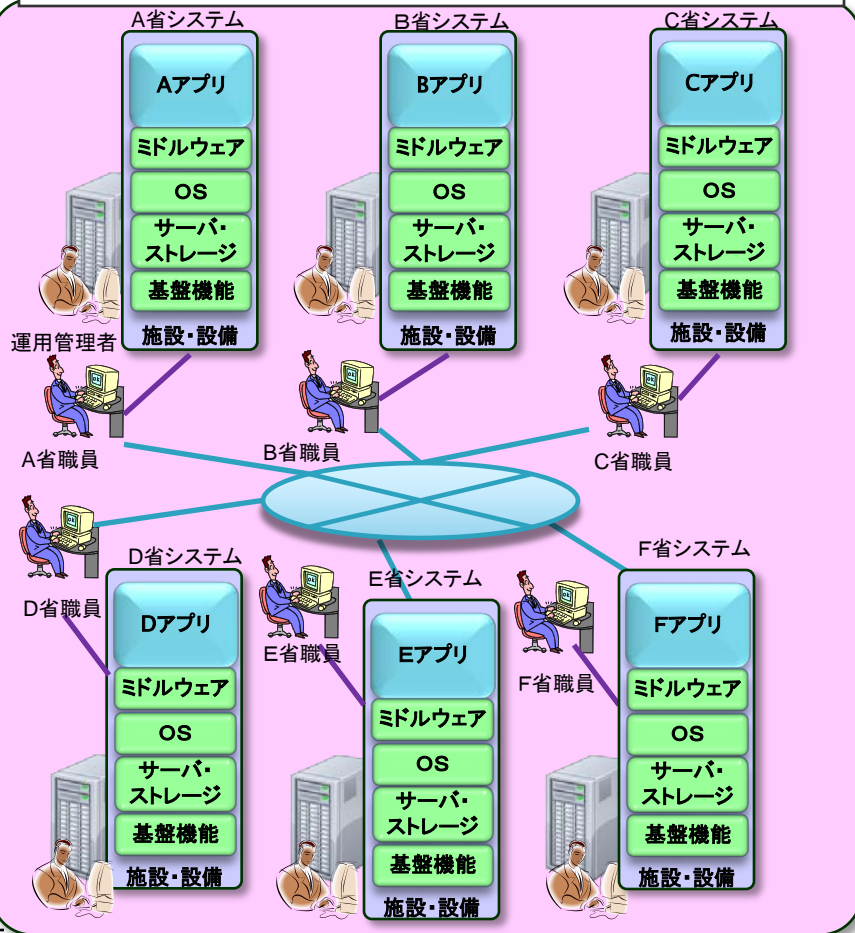 A省システム
Aアプリ
ミドルウェア
ＯＳ
サーバ・
ストレージ
基盤機能
施設・設備
運用管理者
A省職員
B省システム
Bアプリ
ミドルウェア
ＯＳ
サーバ・
ストレージ
基盤機能
施設・設備
B省職員
C省システム
Cアプリ
ミドルウェア
ＯＳ
サーバ・
ストレージ
基盤機能
施設・設備
C省職員
D省職員
D省システム
Dアプリ
ミドルウェア
ＯＳ
サーバ・
ストレージ
基盤機能
施設・設備
E省職員
E省システム
Eアプリ
ミドルウェア
ＯＳ
サーバ・
ストレージ
基盤機能
施設・設備
F省職員
F省システム
Fアプリ
ミドルウェア
ＯＳ
サーバ・
ストレージ
基盤機能
施設・設備